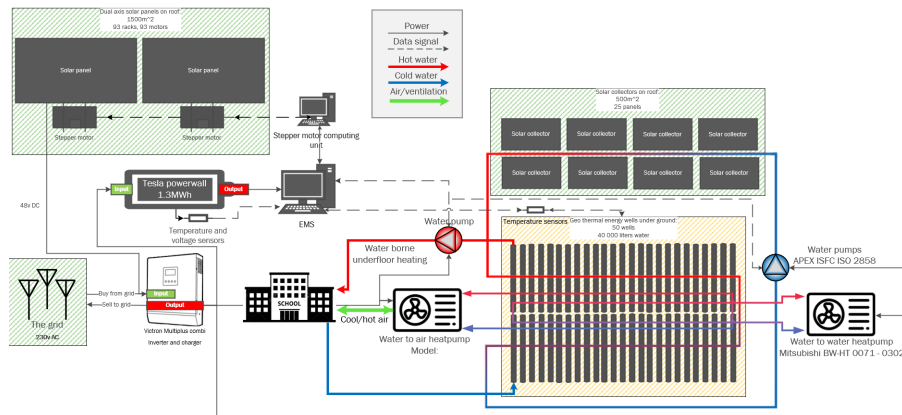 Dual axis solar panels on roof:
1500m^2
93 racks, 93 motors
Solar panel
Solar panel
Stepper motor
Stepper motor
Stepper motor computing
unit
Power
Data signal
Hot water
Cold water
Air/ventilation
Solar collectors on roof:
500m^2
25 panels
Solar collector
Solar collector
Solar collector
Solar collector
Solar collector
Solar collector
Solar collector
Solar collector
Input
Tesla powerwall
1.3MWh
Output
EMS
48v DC
Temperature and
voltage sensors
Water pump
Water borne
underfloor heating
Temperature sensors
Geo thermal energy wells under ground:
50 wells
40 000 liters water
Water pumps
APEX ISFC ISO 2858
The grid
230v AC
Buy from grid
Sell to grid
Input
Output
Victron Multiplus combi
Inverter and charger
SCHOOL
Cool/hot air
Water to air heatpump
Model:
Water to water heatpump
Mitsubishi BW-HT 0071 - 0302